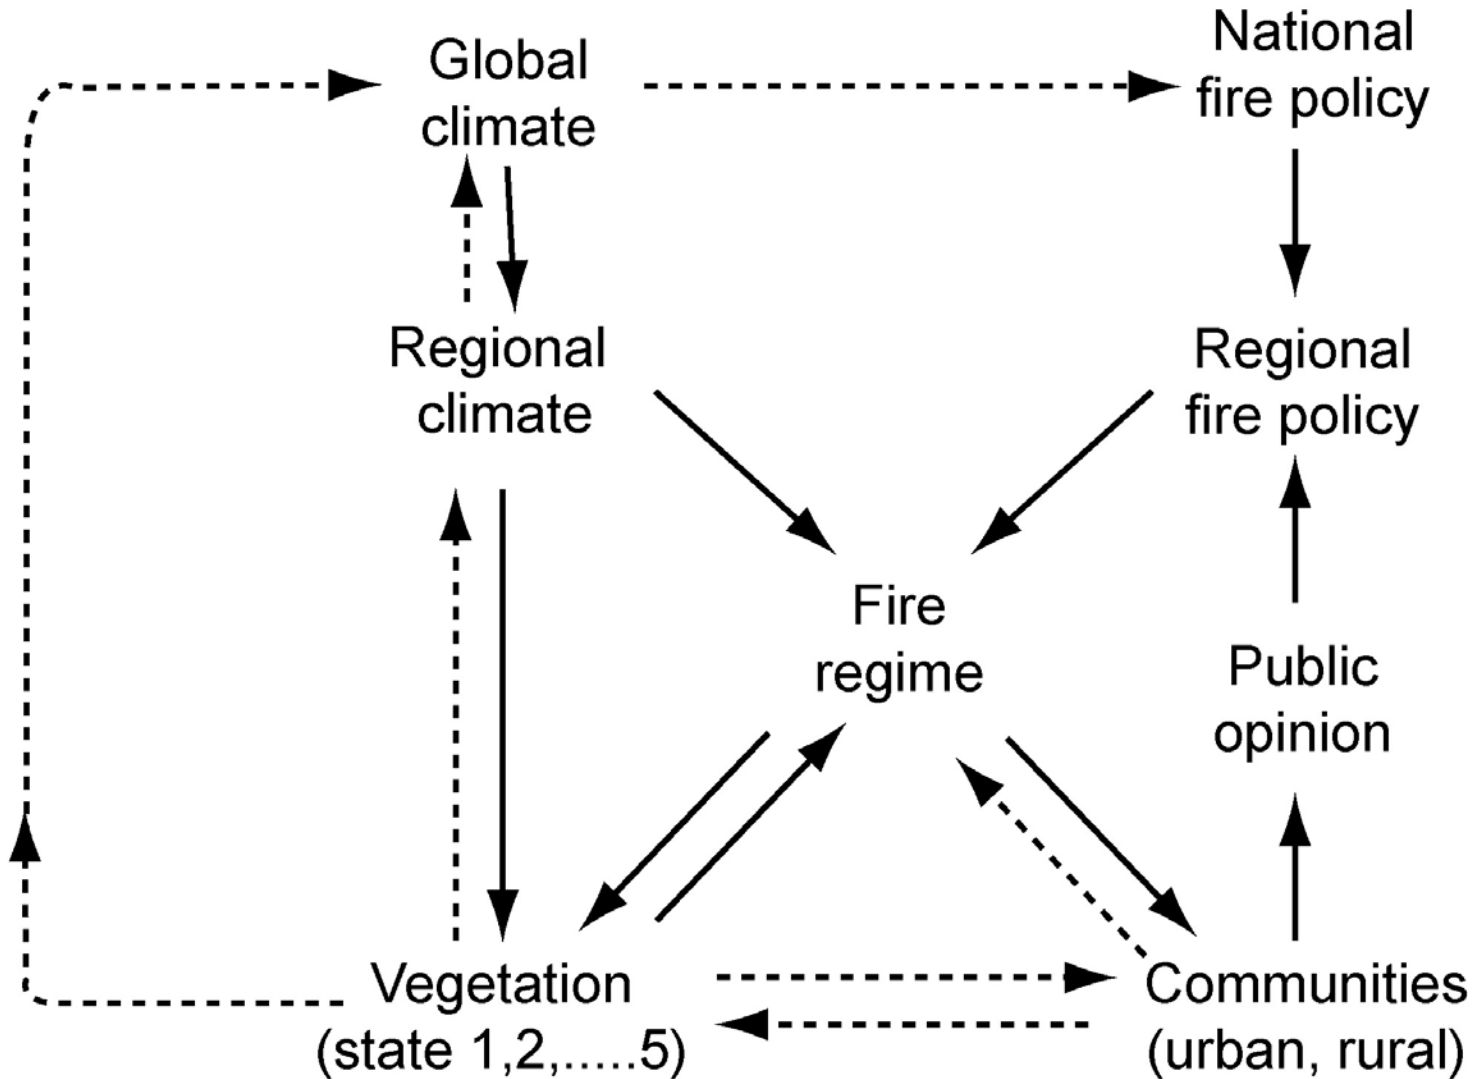 Global
climate
National
fire policy
Regional
climate
Regional
fire policy
Fire
regime
Public
opinion
Vegetation
(state 1,2,.....5)
Communities
(urban, rural)